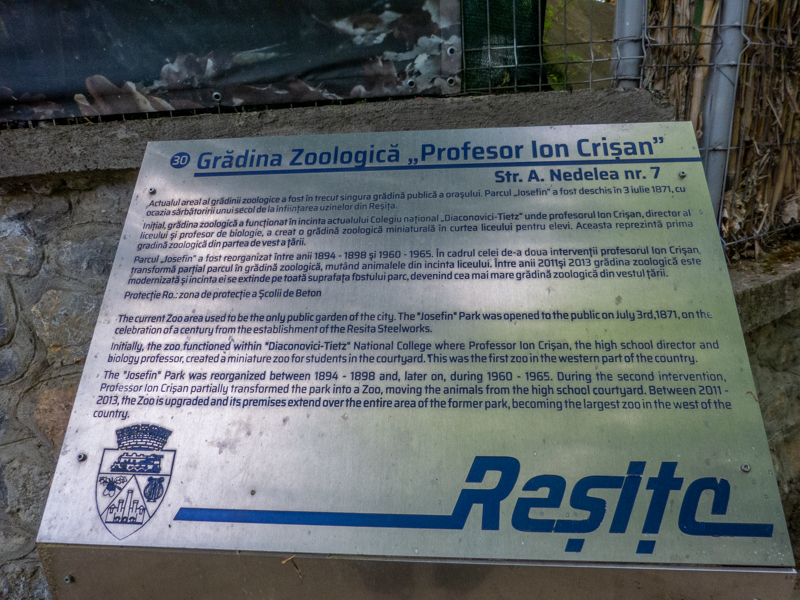 30 Grădina Zoologică „Profesor Ion Crișan”
Str. A. Nedelea nr. 7
Actualul areal al grădinii zoologice a fost în trecut singura grădină publică a orașului. Parcul „Josefin” a fost deschis în 3 iulie 1871, cu
ocazia sărbătoririi unui secol de la înființarea uzinelor din Reșița.
Inițial, grădina zoologică a funcționat în incinta actualului Colegiu național „Diaconovici-Tietz” unde profesorul Ion Crișan, director al
liceului și profesor de biologie, a creat o grădină zoologică miniaturală în curtea liceului pentru elevi. Aceasta reprezintă prima
gradină zoologică din partea de vest a țării.
Parcul „Josefin” a fost reorganizat între anii 1894 - 1898 și 1960 - 1965. În cadrul celei de-a doua intervenții profesorul Ion Crișan,
transformă parțial parcul în grădină zoologică, mutând animalele din incinta liceului. Între anii 2011și 2013 grădina zoologică este
modernizată și incinta ei se extinde pe toată suprafața fostului parc, devenind cea mai mare grădină zoologică din vestul țării.
Protecție Ro.: zona de protecție a Școlii de Beton
The current Zoo area used to be the only public garden of the city. The "Josefin" Park was opened to the public on July 3rd,1871, on the
celebration of a century from the establishment of the Resita Steelworks.
Initially, the zoo functioned within "Diaconovici-Tietz" National College where Professor Ion Crișan, the high school director and
biology professor, created a miniature zoo for students in the courtyard. This was the first zoo in the western part of the country.
The "Josefin" Park was reorganized between 1894 - 1898 and, later on, during 1960 - 1965. During the second intervention,
Professor Ion Crișan partially transformed the park into a Zoo, moving the animals from the high school courtyard. Between 2011 -
2013, the Zoo is upgraded and its premises extend over the entire area of the former park, becoming the largest zoo in the west of the
country.
Reșița